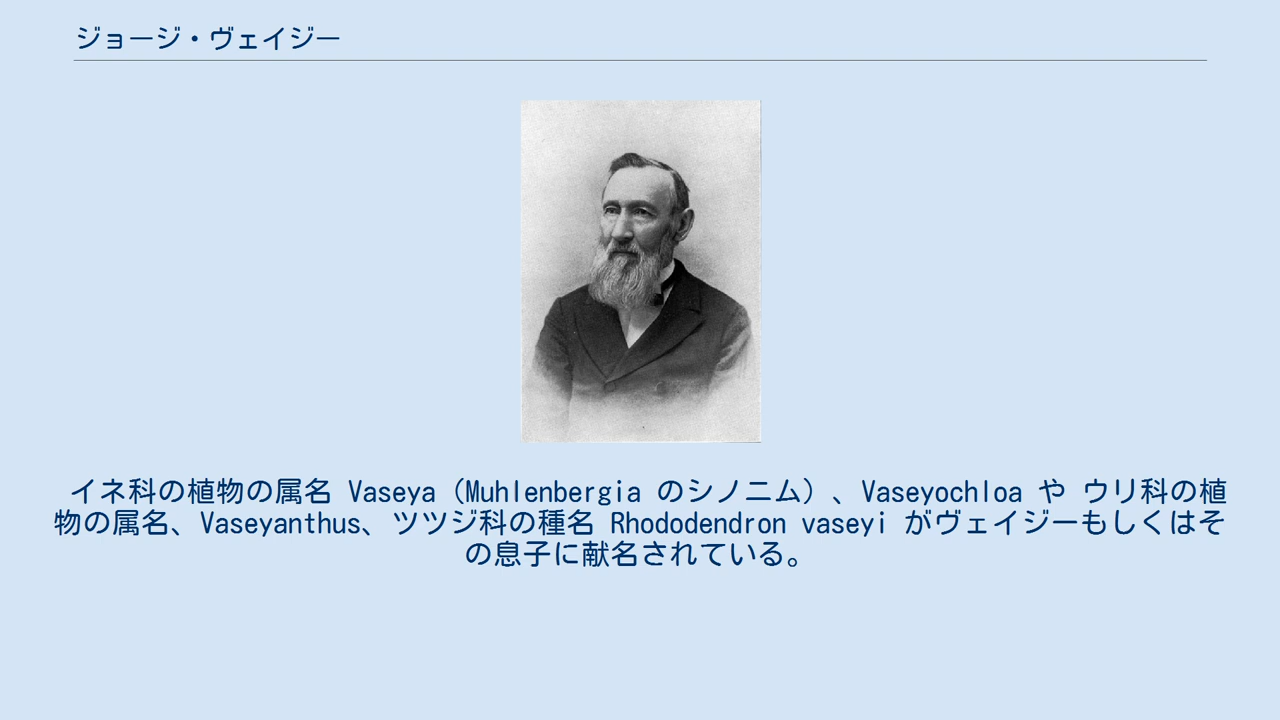 ジョージ・ヴェイジー
イネ科の植物の属名 Vaseya（Muhlenbergia のシノニム）、Vaseyochloa や ウリ科の植
物の属名、Vaseyanthus、ツツジ科の種名 Rhododendron vaseyi がヴェイジーもしくはそ
の息子に献名されている。